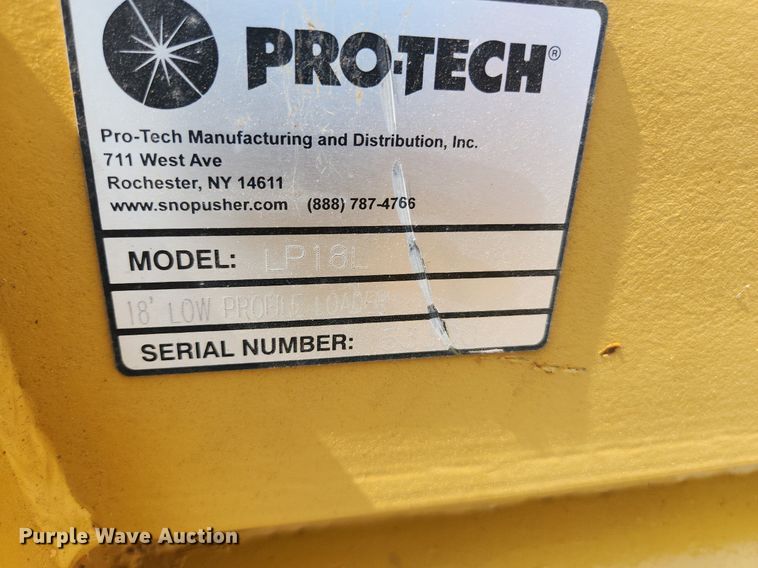 PRO-TECH®
Pro-Tech Manufacturing and Distribution, Inc.
711 West Ave
Rochester, NY 14611
www.snopusher.com (888) 787-4766
MODEL: LP18L
18' LOW PROFILE LOADER
SERIAL NUMBER:
Purple Wave Auction